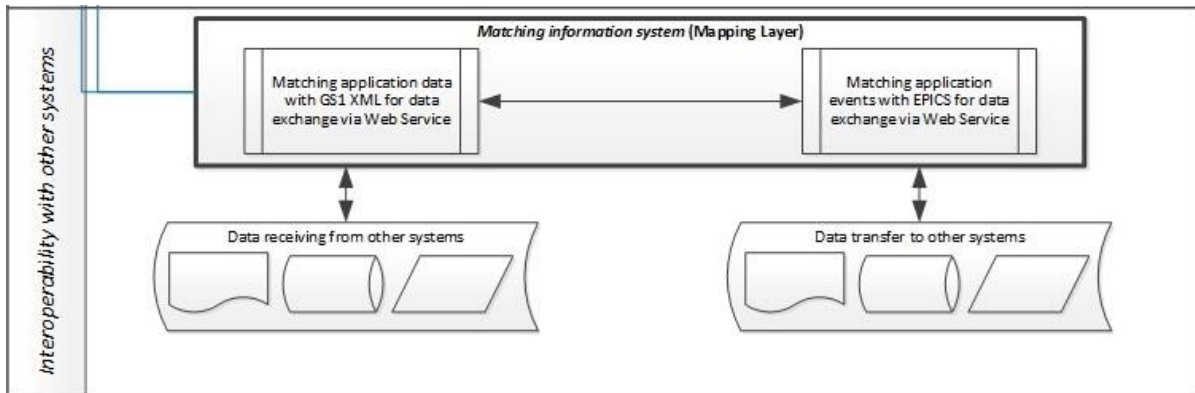 Interoperability with other systems
Matching information system (Mapping Layer)
Matching application data
with GS1 XML for data
exchange via Web Service
Matching application
events with EPICS for data
exchange via Web Service
Data receiving from other systems
Data transfer to other systems